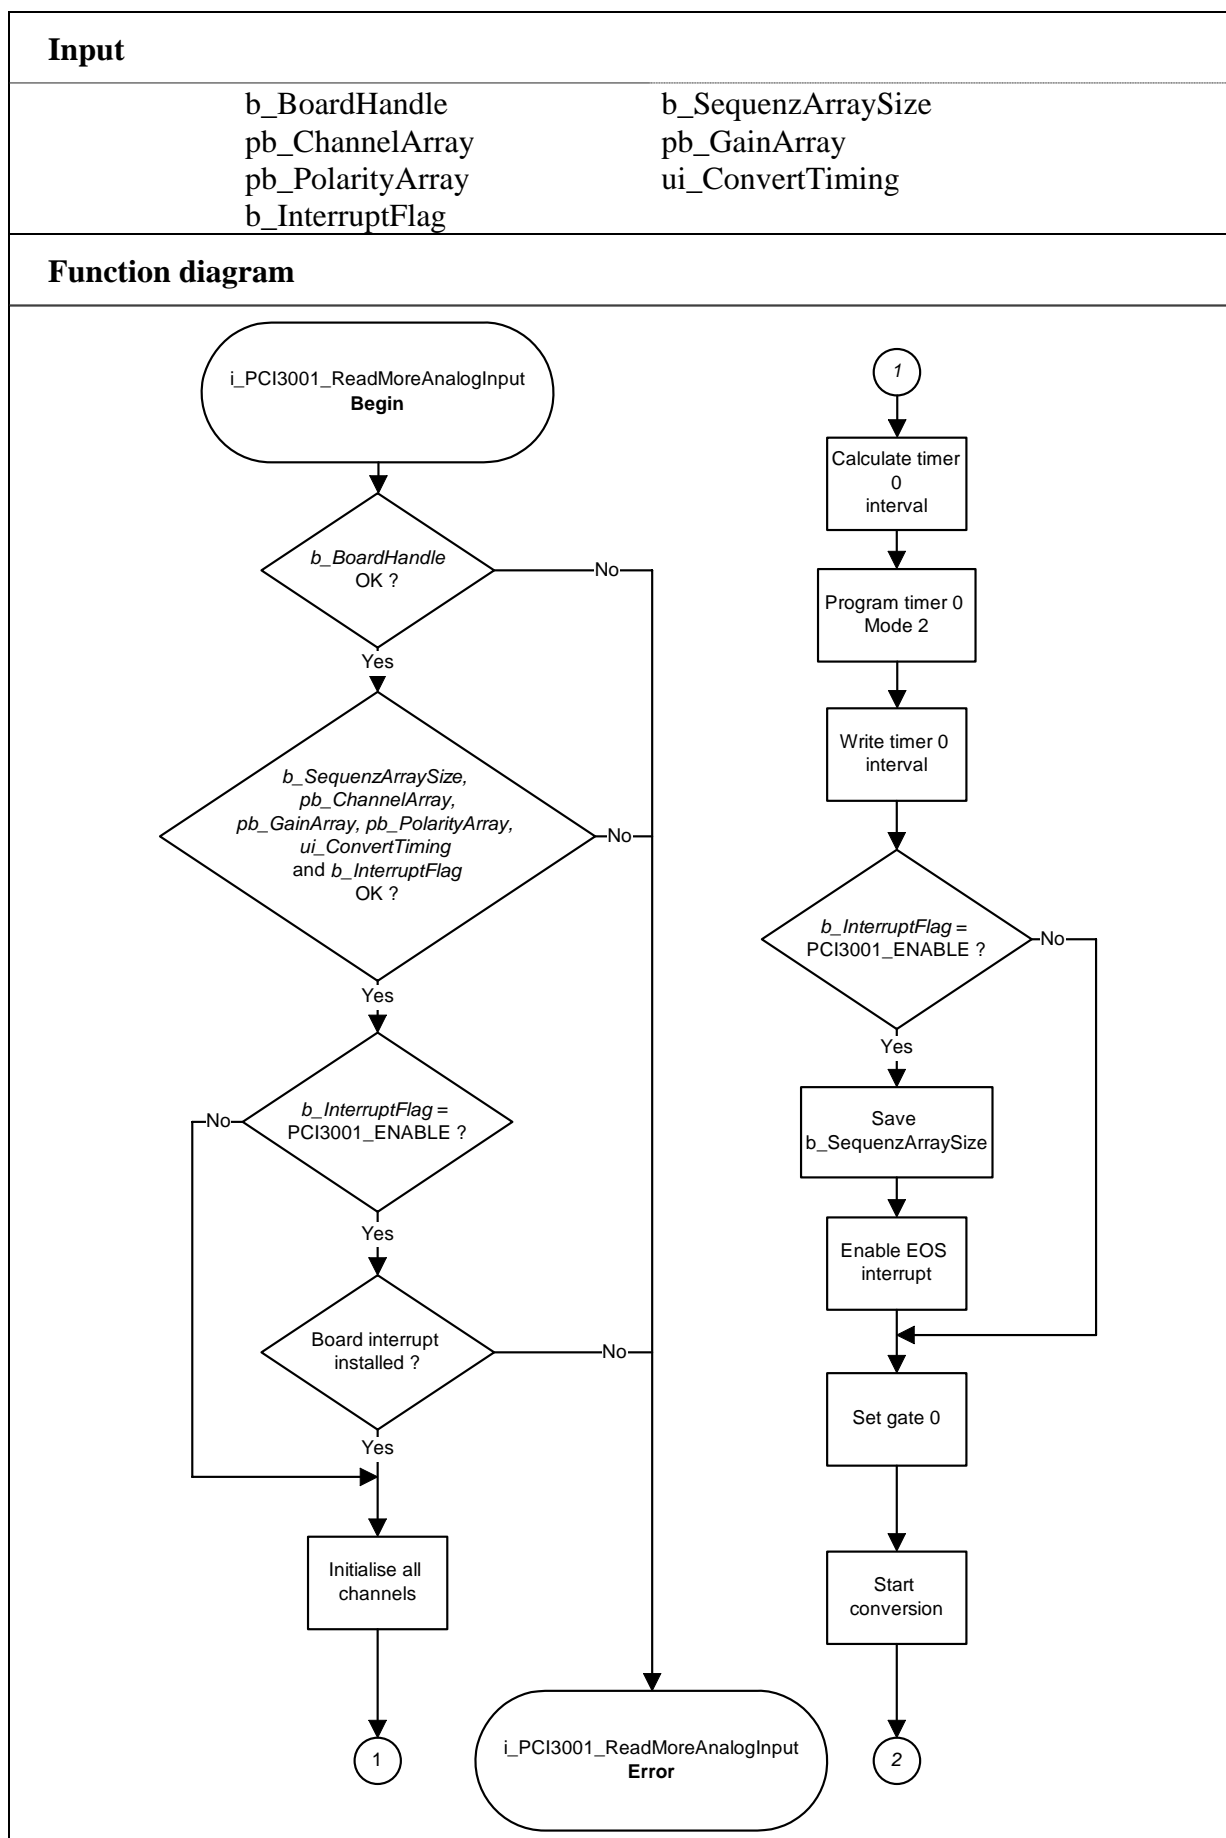 Input
b_BoardHandle b_SequenzArraySize
pb_ChannelArray pb_GainArray
pb_PolarityArray ui_ConvertTiming
b_InterruptFlag
Function diagram
i_PCI3001_ReadMoreAnalogInput
Begin
b_BoardHandle
OK ?
No
Yes
b_SequenzArraySize,
pb_ChannelArray,
pb_GainArray, pb_PolarityArray,
ui_ConvertTiming
and b_InterruptFlag
OK ?
No
Yes
b_InterruptFlag =
PCI3001_ENABLE ?
No
Yes
Board interrupt
installed ?
No
Yes
Initialise all
channels
1
i_PCI3001_ReadMoreAnalogInput
Error
1
Calculate timer
0
interval
Program timer 0
Mode 2
Write timer 0
interval
b_InterruptFlag =
PCI3001_ENABLE ?
No
Yes
Save
b_SequenzArraySize
Enable EOS
interrupt
Set gate 0
Start
conversion
2